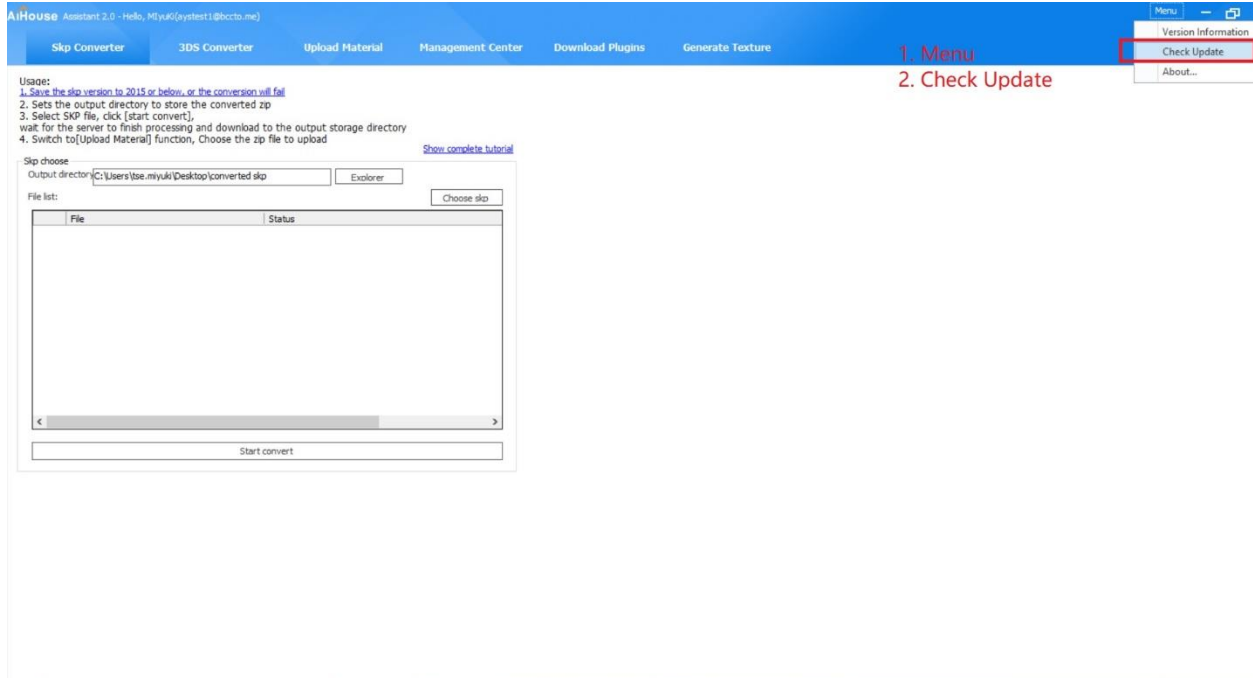 AiHouse Assistant 2.0 - Hello, MIyuki0(aystest1@bccto.me)
Menu
Version Information
Check Update
About...
Skp Converter
3DS Converter
Upload Material
Management Center
Download Plugins
Generate Texture
1. Menu
2. Check Update
Usage:
1. Save the skp version to 2015 or below, or the conversion will fail
2. Sets the output directory to store the converted zip
3. Select SKP file, click [start convert],
wait for the server to finish processing and download to the output storage directory
4. Switch to[Upload Material] function, Choose the zip file to upload
Show complete tutorial
Skp choose
Output directory C:\Users\tse.miyuki\Desktop\converted skp
Explorer
File list:
Choose skp
File
Status
Start convert